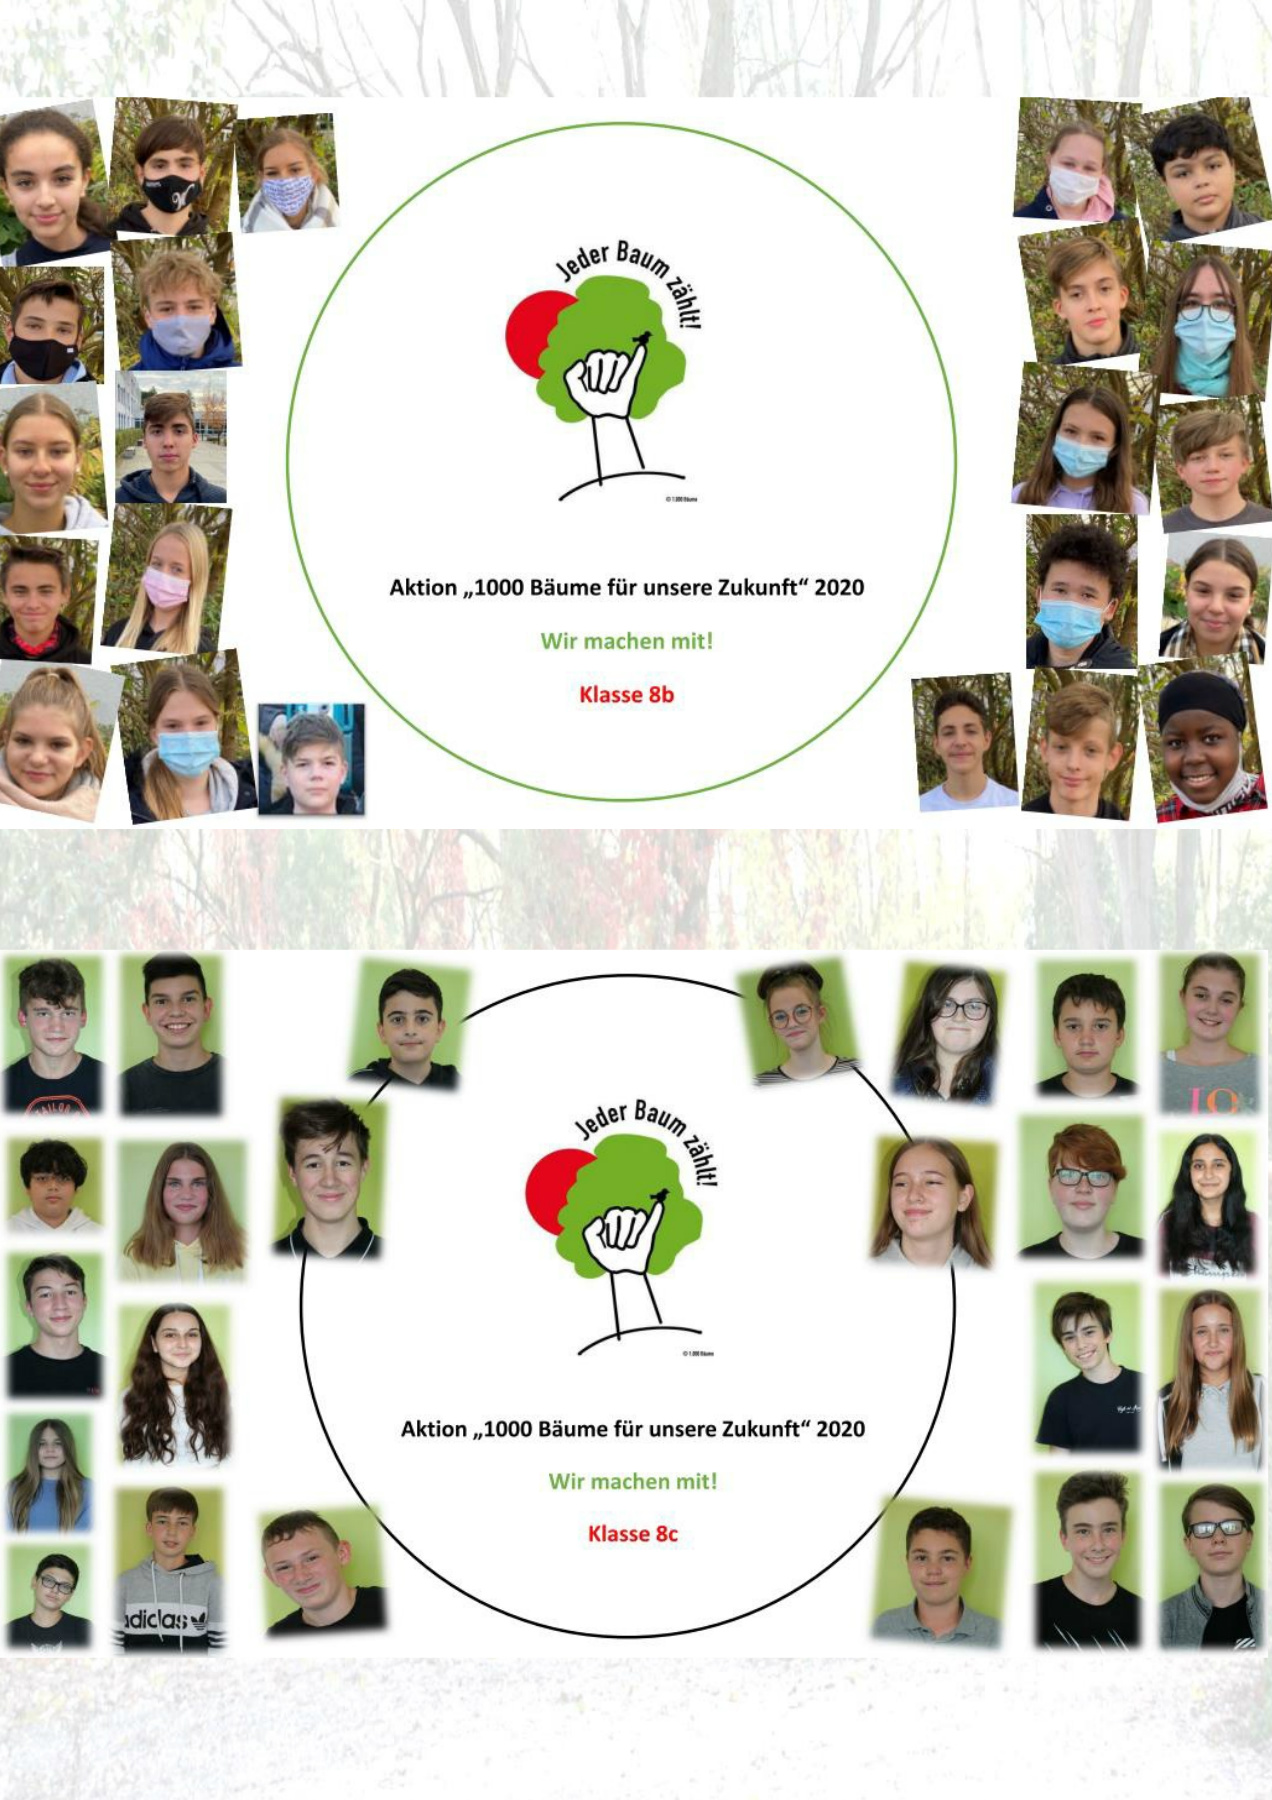 Jeder Baum zählt!
© 1.000 Bäume
Aktion „1000 Bäume für unsere Zukunft“ 2020
Wir machen mit!
Klasse 8b
Jeder Baum zählt!
© 1.000 Bäume
Aktion „1000 Bäume für unsere Zukunft“ 2020
Wir machen mit!
Klasse 8c
adidas